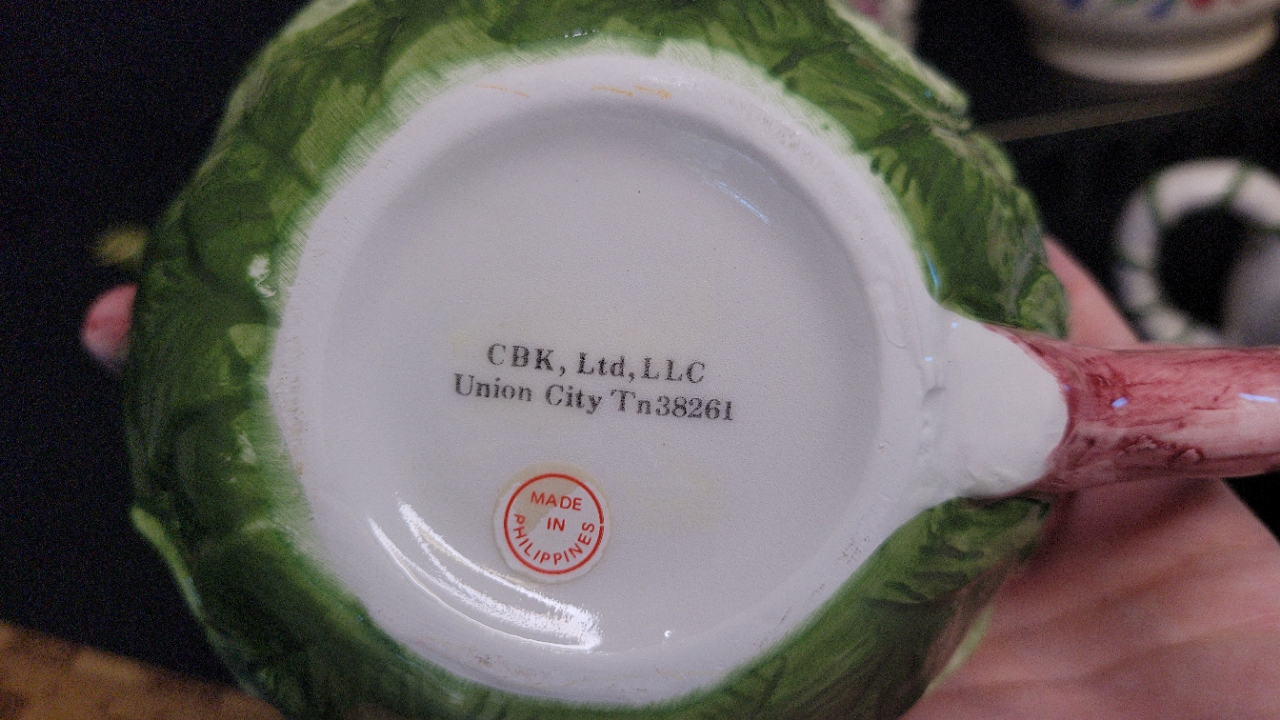 CBK, Ltd, LLC
Union City Tn38261
MADE
IN
PHILIPPINES